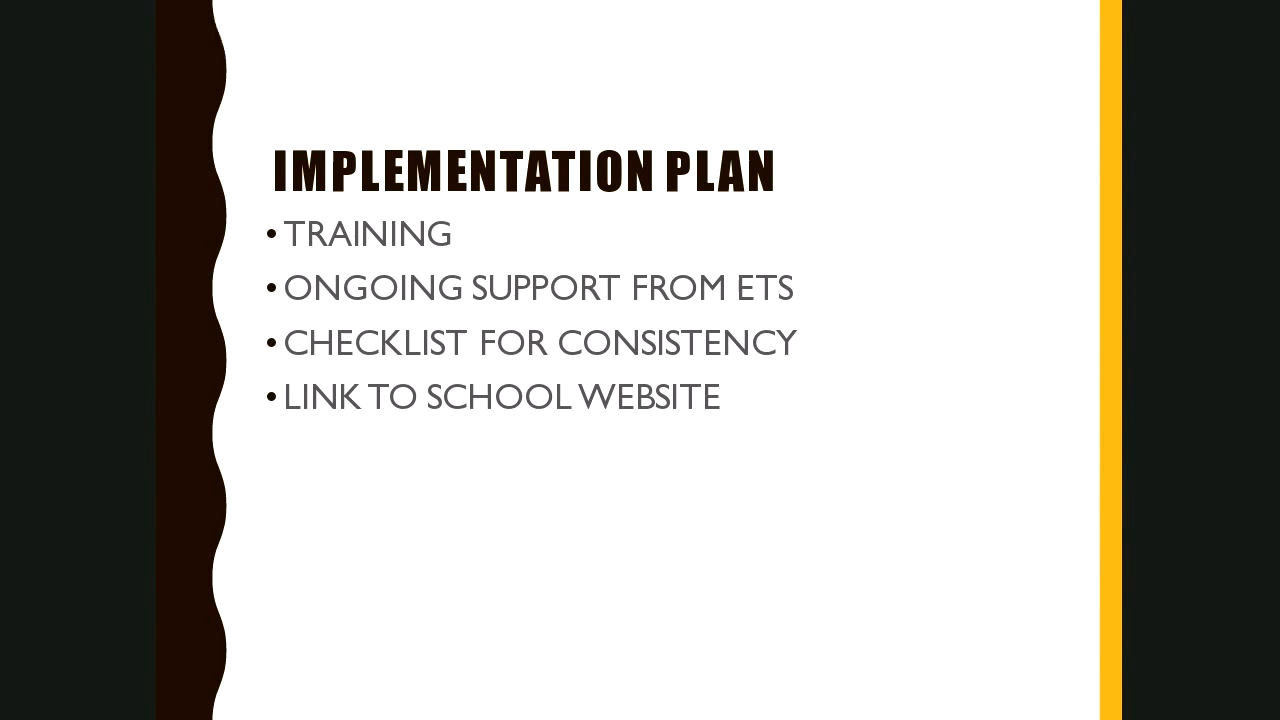 IMPLEMENTATION PLAN
• TRAINING
• ONGOING SUPPORT FROM ETS
• CHECKLIST FOR CONSISTENCY
• LINK TO SCHOOL WEBSITE